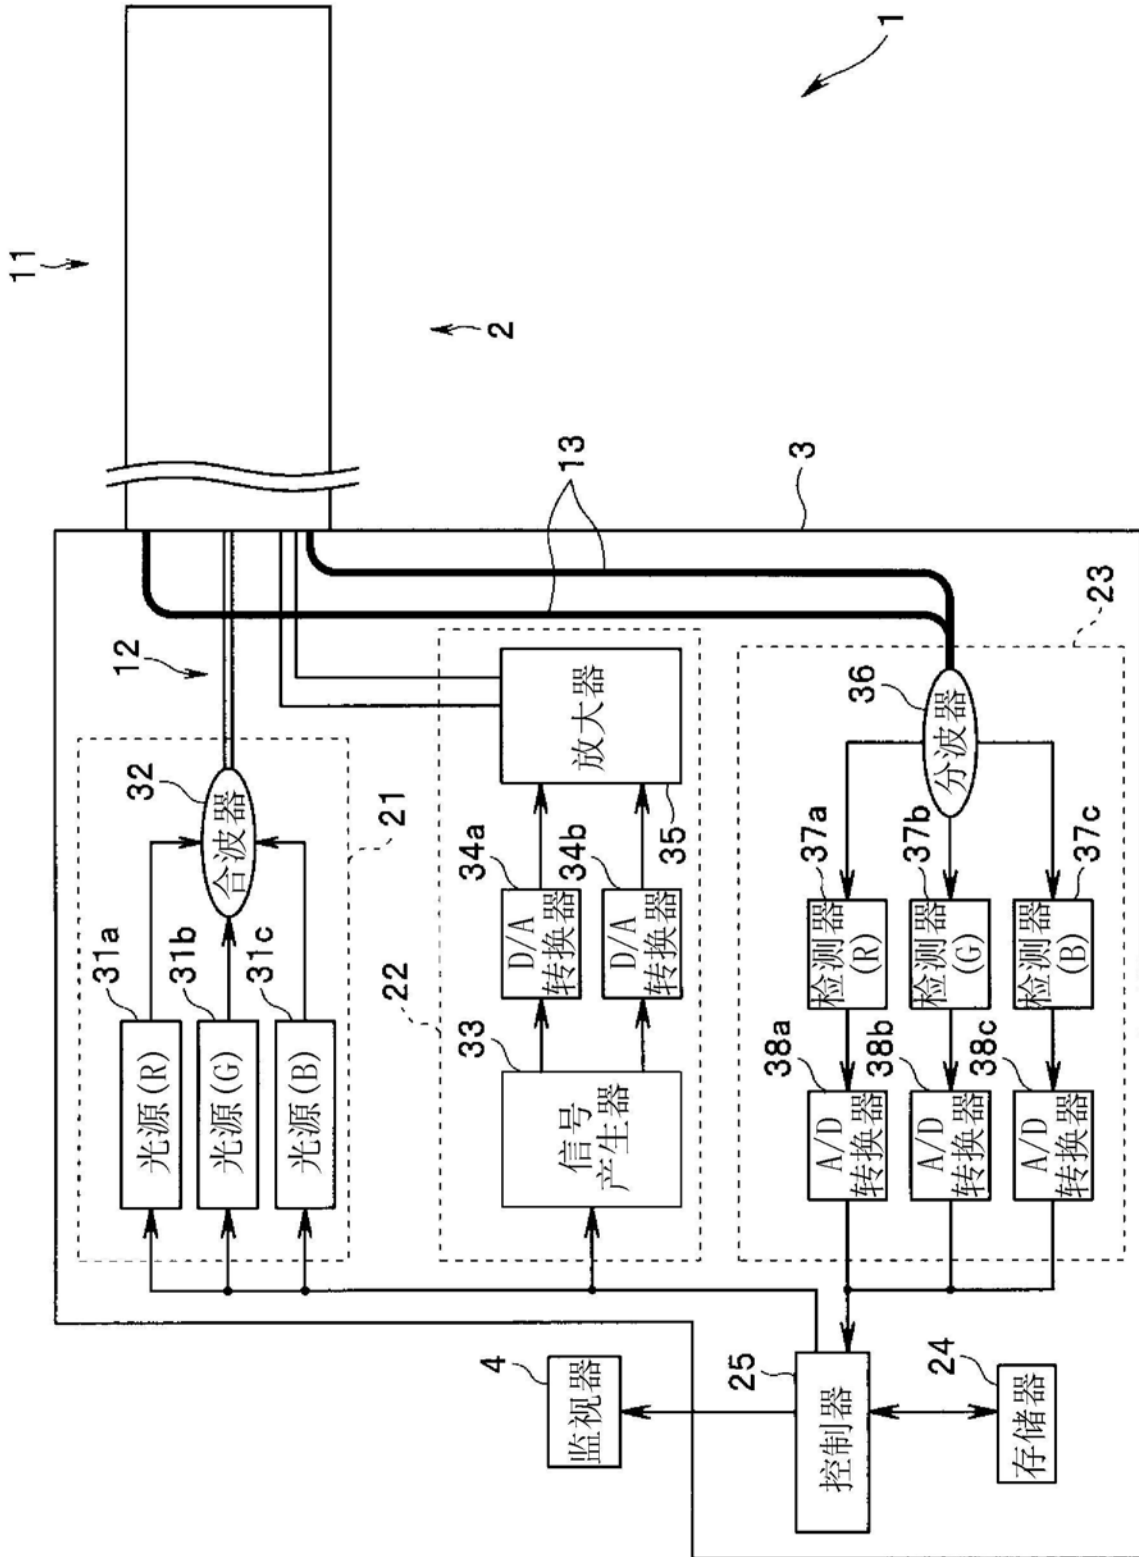 11
12
31a
光源(R)
31b
光源(G)
31c
光源(B)
32
合波器
21
22
33
信号
产生器
34a
D/A
转换器
34b
D/A
转换器
放大器
35
2
4
监视器
13
25
控制器
3
38a
A/D
转换器
37a
检测器
(R)
36
分波器
38b
A/D
转换器
37b
检测器
(G)
38c
A/D
转换器
37c
检测器
(B)
23
24
存储器
1